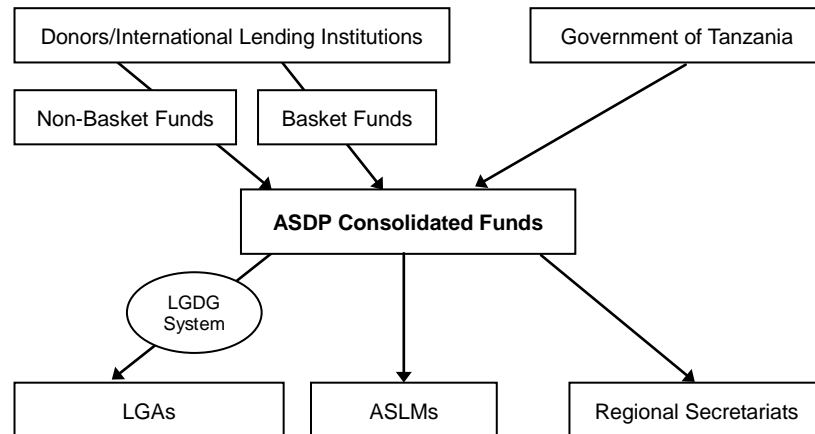 Donors/International Lending Institutions
Government of Tanzania
Non-Basket Funds
Basket Funds
ASDP Consolidated Funds
LGDG
System
LGAs
ASLMs
Regional Secretariats